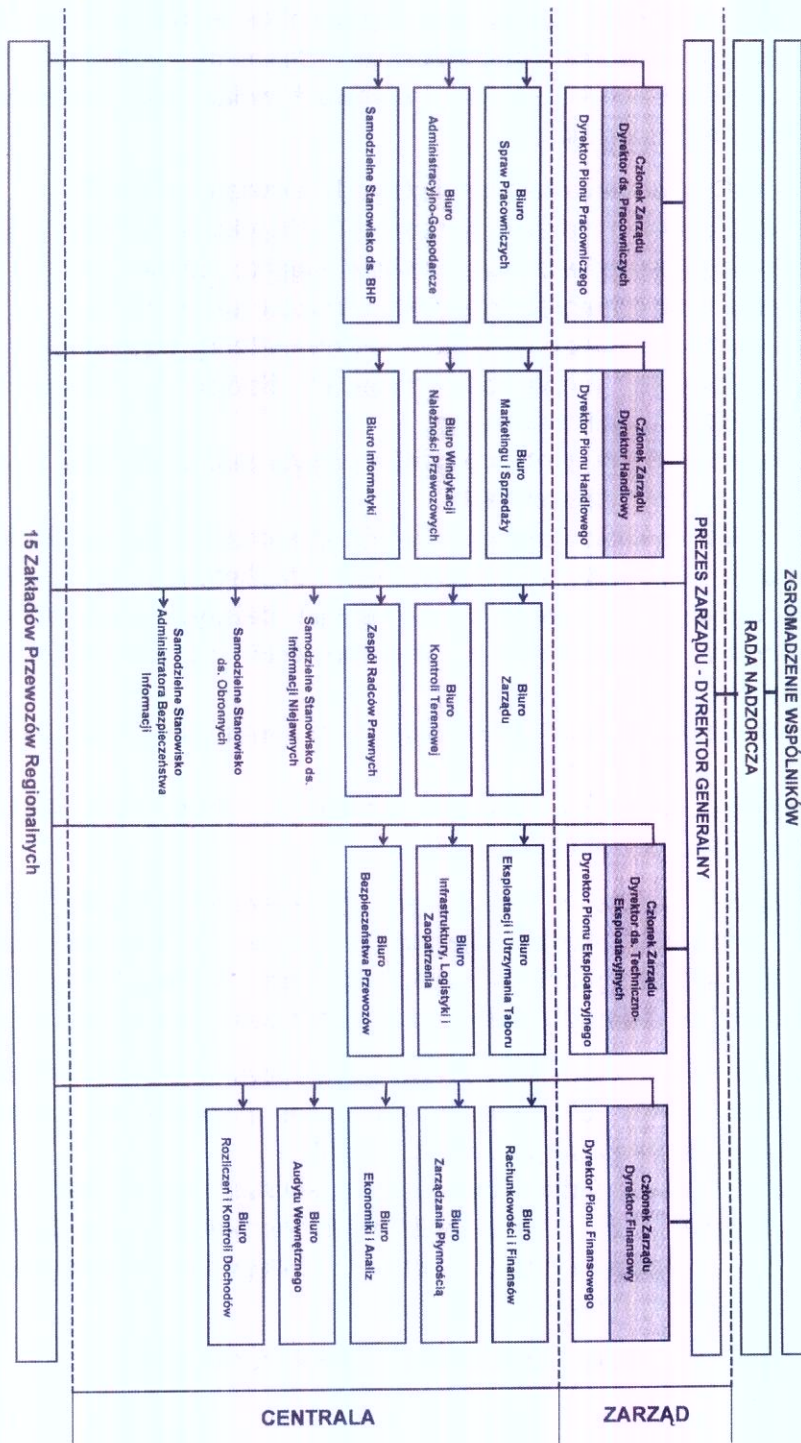 ZGROMADZENIE WSPÓLNIKÓW
RADA NADZORCZA
PREZES ZARZĄDU - DYREKTOR GENERALNY
ZARZĄD
Członek Zarządu
Dyrektor ds. Pracowniczych
Dyrektor Pionu Pracowniczego
Członek Zarządu
Dyrektor Handlowy
Dyrektor Pionu Handlowego
Członek Zarządu
Dyrektor ds. Techniczno-
Eksploatacyjnych
Dyrektor Pionu Eksploatacyjnego
Członek Zarządu
Dyrektor Finansowy
Dyrektor Pionu Finansowego
CENTRALA
Biuro
Spraw Pracowniczych
Biuro
Administracyjno-Gospodarcze
Samodzielne
Stanowisko ds. BHP
Biuro
Marketingu i Sprzedaży
Biuro Windykacji
Należności Przewozowych
Biuro Informatyki
Biuro
Zarządu
Biuro
Kontroli Terenowej
Zespół Radców Prawnych
Samodzielne Stanowisko ds.
Informacji Niejawnych
Samodzielne Stanowisko
ds. Obronnych
Samodzielne Stanowisko
Administratora Bezpieczeństwa
Informacji
Biuro
Eksploatacji i Utrzymania Taboru
Biuro
Infrastruktury, Logistyki i
Zaopatrzenia
Biuro
Bezpieczeństwa Przewozów
Biuro
Rachunkowości i Finansów
Biuro
Zarządzania Płynnością
Biuro
Ekonomiki i Analiz
Biuro
Audytu Wewnętrznego
Biuro
Rozliczeń i Kontroli Dochodów
15 Zakładów Przewozów Regionalnych